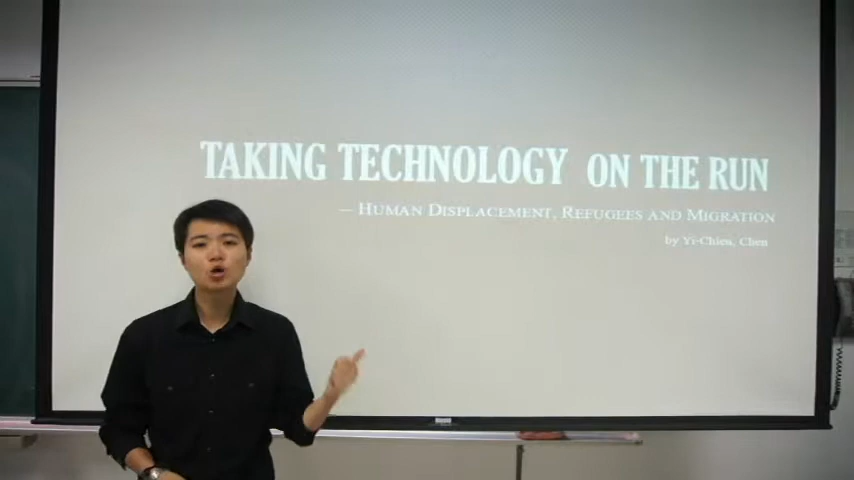 TAKING TECHNOLOGY ON THE RUN
— HUMAN DISPLACEMENT, REFUGEES AND MIGRATION
by Yi-Chien, Chen